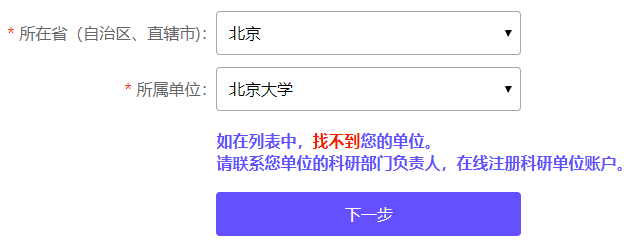 * 所在省（自治区、直辖市)： 北京
* 所属单位： 北京大学
如在列表中，找不到您的单位。
请联系您单位的科研部门负责人，在线注册科研单位账户。
下一步